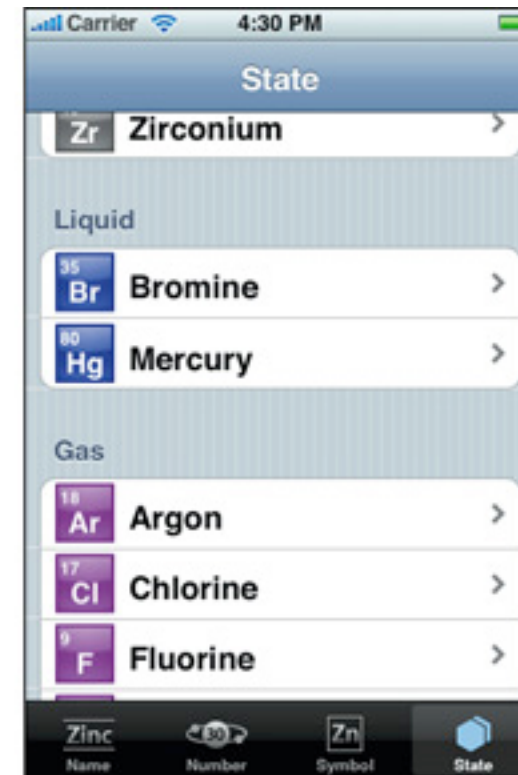 Carrier 4:30 PM
State
Zr Zirconium
Liquid
35
Br Bromine
80
Hg Mercury
Gas
18
Ar Argon
17
Cl Chlorine
9
F Fluorine
Zinc 30 Zn
Name Number Symbol State